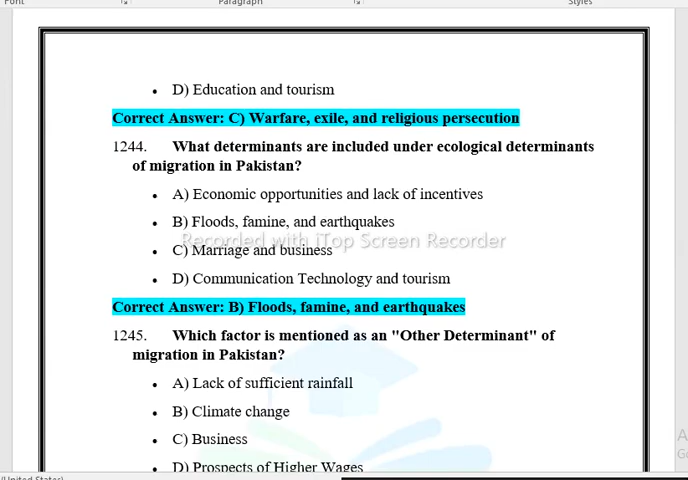 Font Paragraph Styles
• D) Education and tourism
Correct Answer: C) Warfare, exile, and religious persecution
1244. What determinants are included under ecological determinants
of migration in Pakistan?
• A) Economic opportunities and lack of incentives
• B) Floods, famine, and earthquakes
Recorded with iTop Screen Recorder
• C) Marriage and business
• D) Communication Technology and tourism
Correct Answer: B) Floods, famine, and earthquakes
1245. Which factor is mentioned as an "Other Determinant" of
migration in Pakistan?
• A) Lack of sufficient rainfall
• B) Climate change
• C) Business
• D) Prospects of Higher Wages
(United States)